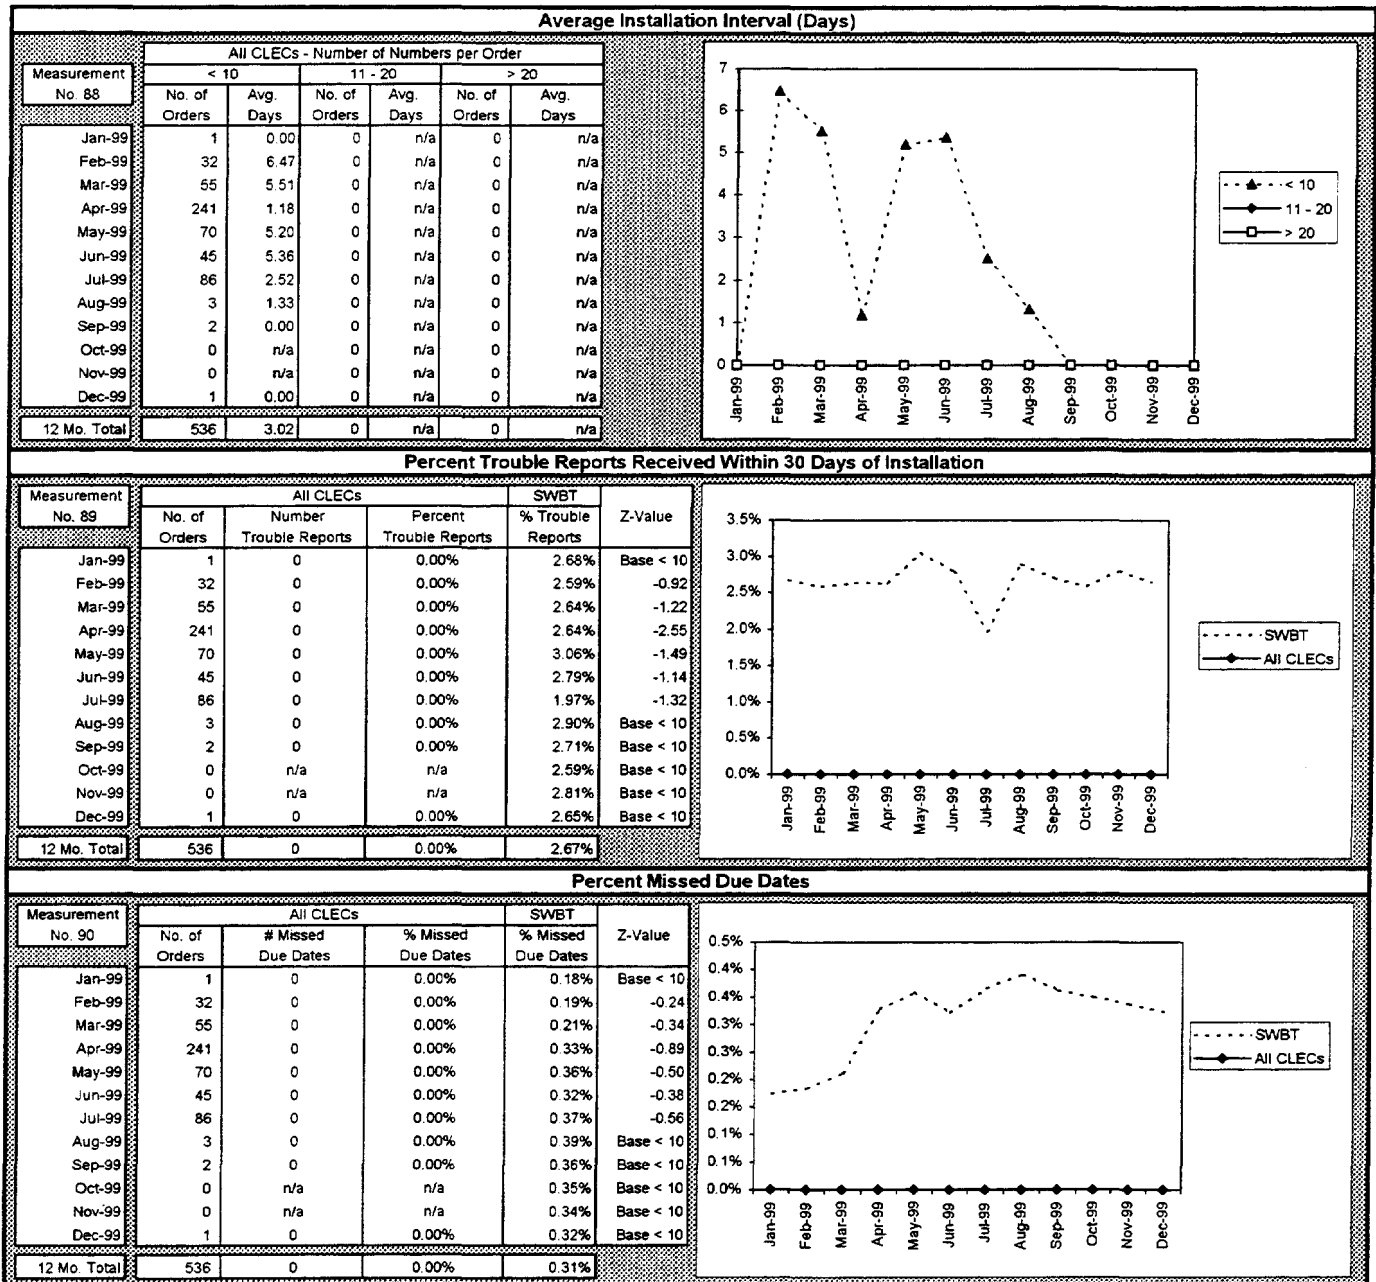 Average Installation Interval (Days)
All CLECs - Number of Numbers per Order
Measurement No. 88 < 10 11 - 20 > 20
No. of Orders Avg. Days No. of Orders Avg. Days No. of Orders Avg. Days
Jan-99 1 0.00 0 n/a 0 n/a
Feb-99 32 6.47 0 n/a 0 n/a
Mar-99 55 5.51 0 n/a 0 n/a
Apr-99 241 1.18 0 n/a 0 n/a
May-99 70 5.20 0 n/a 0 n/a
Jun-99 45 5.36 0 n/a 0 n/a
Jul-99 86 2.52 0 n/a 0 n/a
Aug-99 3 1.33 0 n/a 0 n/a
Sep-99 2 0.00 0 n/a 0 n/a
Oct-99 0 n/a 0 n/a 0 n/a
Nov-99 0 n/a 0 n/a 0 n/a
Dec-99 1 0.00 0 n/a 0 n/a
12 Mo. Total 536 3.02 0 n/a 0 n/a
7
6
5
4
3
2
1
0
Jan-99 Feb-99 Mar-99 Apr-99 May-99 Jun-99 Jul-99 Aug-99 Sep-99 Oct-99 Nov-99 Dec-99
< 10
11 - 20
> 20
Percent Trouble Reports Received Within 30 Days of Installation
Measurement No. 89 All CLECs SWBT
No. of Orders Number Trouble Reports Percent Trouble Reports % Trouble Reports Z-Value
Jan-99 1 0 0.00% 2.68% Base < 10
Feb-99 32 0 0.00% 2.59% -0.92
Mar-99 55 0 0.00% 2.64% -1.22
Apr-99 241 0 0.00% 2.64% -2.55
May-99 70 0 0.00% 3.06% -1.49
Jun-99 45 0 0.00% 2.79% -1.14
Jul-99 86 0 0.00% 1.97% -1.32
Aug-99 3 0 0.00% 2.90% Base < 10
Sep-99 2 0 0.00% 2.71% Base < 10
Oct-99 0 n/a n/a 2.59% Base < 10
Nov-99 0 n/a n/a 2.81% Base < 10
Dec-99 1 0 0.00% 2.65% Base < 10
12 Mo. Total 536 0 0.00% 2.67%
3.5%
3.0%
2.5%
2.0%
1.5%
1.0%
0.5%
0.0%
Jan-99 Feb-99 Mar-99 Apr-99 May-99 Jun-99 Jul-99 Aug-99 Sep-99 Oct-99 Nov-99 Dec-99
SWBT
All CLECs
Percent Missed Due Dates
Measurement No. 90 All CLECs SWBT
No. of Orders # Missed Due Dates % Missed Due Dates % Missed Due Dates Z-Value
Jan-99 1 0 0.00% 0.18% Base < 10
Feb-99 32 0 0.00% 0.19% -0.24
Mar-99 55 0 0.00% 0.21% -0.34
Apr-99 241 0 0.00% 0.33% -0.89
May-99 70 0 0.00% 0.36% -0.50
Jun-99 45 0 0.00% 0.32% -0.38
Jul-99 86 0 0.00% 0.37% -0.56
Aug-99 3 0 0.00% 0.39% Base < 10
Sep-99 2 0 0.00% 0.36% Base < 10
Oct-99 0 n/a n/a 0.35% Base < 10
Nov-99 0 n/a n/a 0.34% Base < 10
Dec-99 1 0 0.00% 0.32% Base < 10
12 Mo. Total 536 0 0.00% 0.31%
0.5%
0.4%
0.4%
0.3%
0.3%
0.2%
0.2%
0.1%
0.1%
0.0%
Jan-99 Feb-99 Mar-99 Apr-99 May-99 Jun-99 Jul-99 Aug-99 Sep-99 Oct-99 Nov-99 Dec-99
SWBT
All CLECs